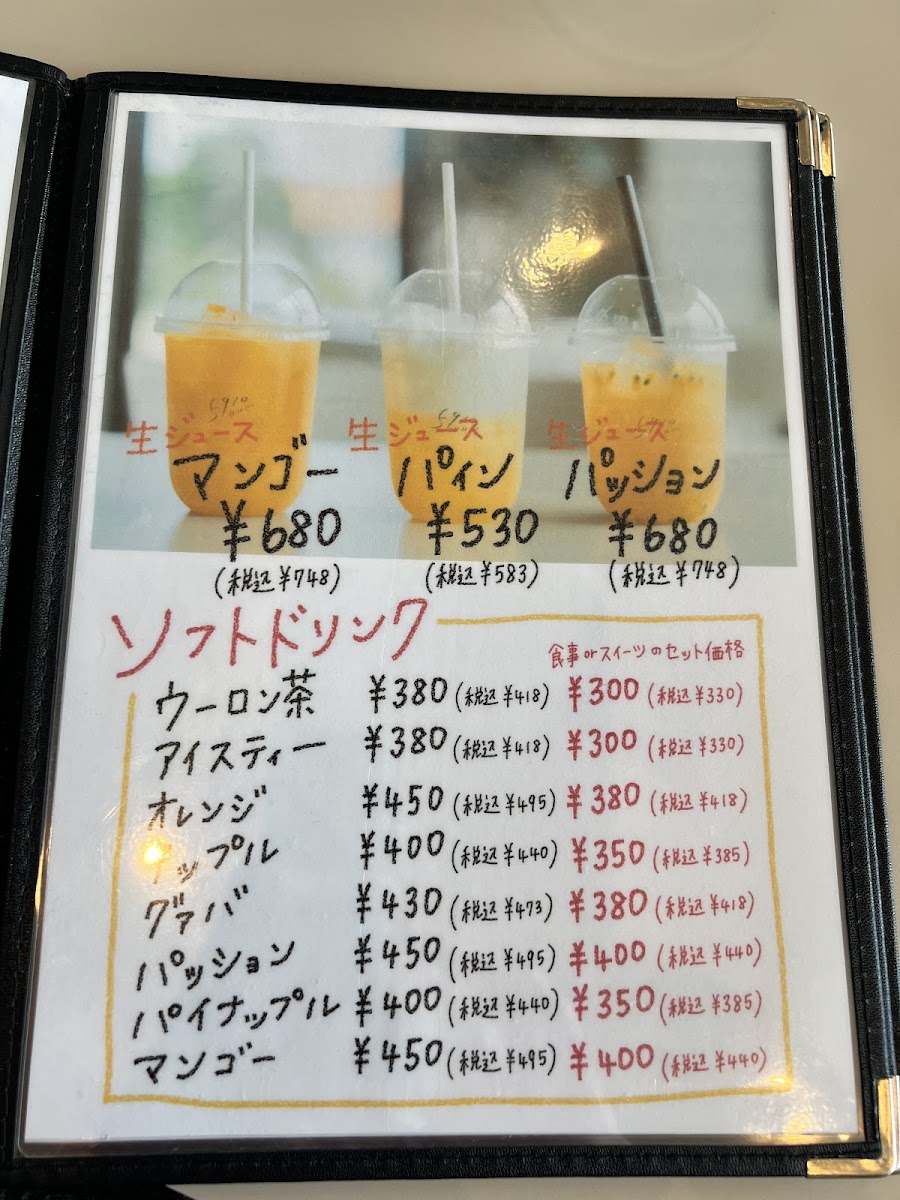 生ジュース 生ジュース 生ジュース
マンゴー パイン パッション
¥680 ¥530 ¥680
(税込¥748) (税込¥583) (税込¥748)
ソフトドリンク
食事orスイーツのセット価格
ウーロン茶 ¥380(税込¥418) ¥300(税込¥330)
アイスティー ¥380(税込¥418) ¥300(税込¥330)
オレンジ ¥450(税込¥495) ¥380(税込¥418)
アップル ¥400(税込¥440) ¥350(税込¥385)
グァバ ¥430(税込¥473) ¥380(税込¥418)
パッション ¥450(税込¥495) ¥400(税込¥440)
パイナップル ¥400(税込¥440) ¥350(税込¥385)
マンゴー ¥450(税込¥495) ¥400(税込¥440)